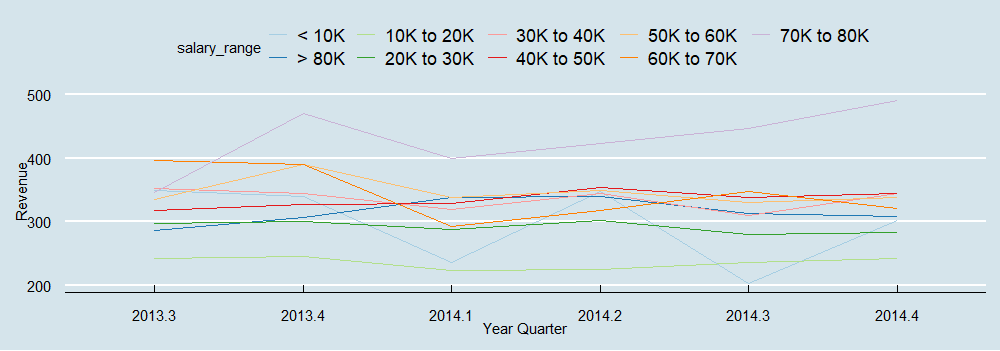 salary_range
< 10K 10K to 20K 30K to 40K 50K to 60K 70K to 80K
> 80K 20K to 30K 40K to 50K 60K to 70K
Revenue
500
400
300
200
2013.3 2013.4 2014.1 2014.2 2014.3 2014.4
Year Quarter